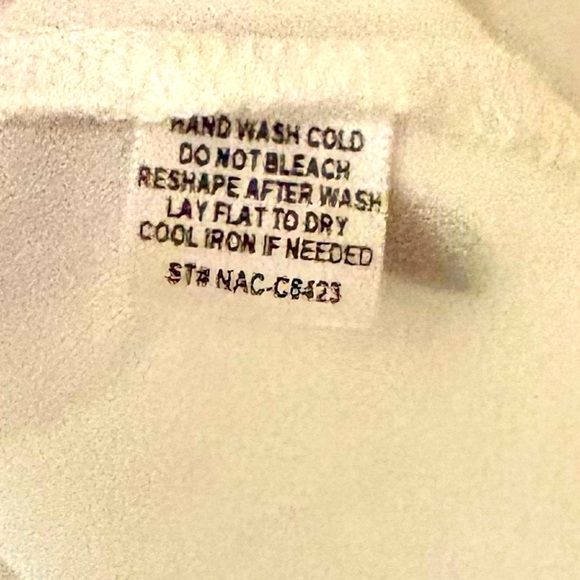 HAND WASH COLD
DO NOT BLEACH
RESHAPE AFTER WASH
LAY FLAT TO DRY
COOL IRON IF NEEDED
ST# NAC-C8423